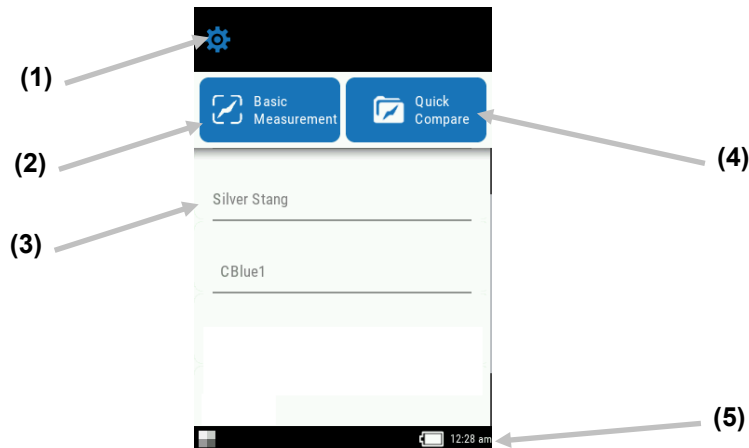 (1)
Basic
Measurement
Quick
Compare
(2)
(4)
Silver Stang
(3)
CBlue1
(5)
12:28 am